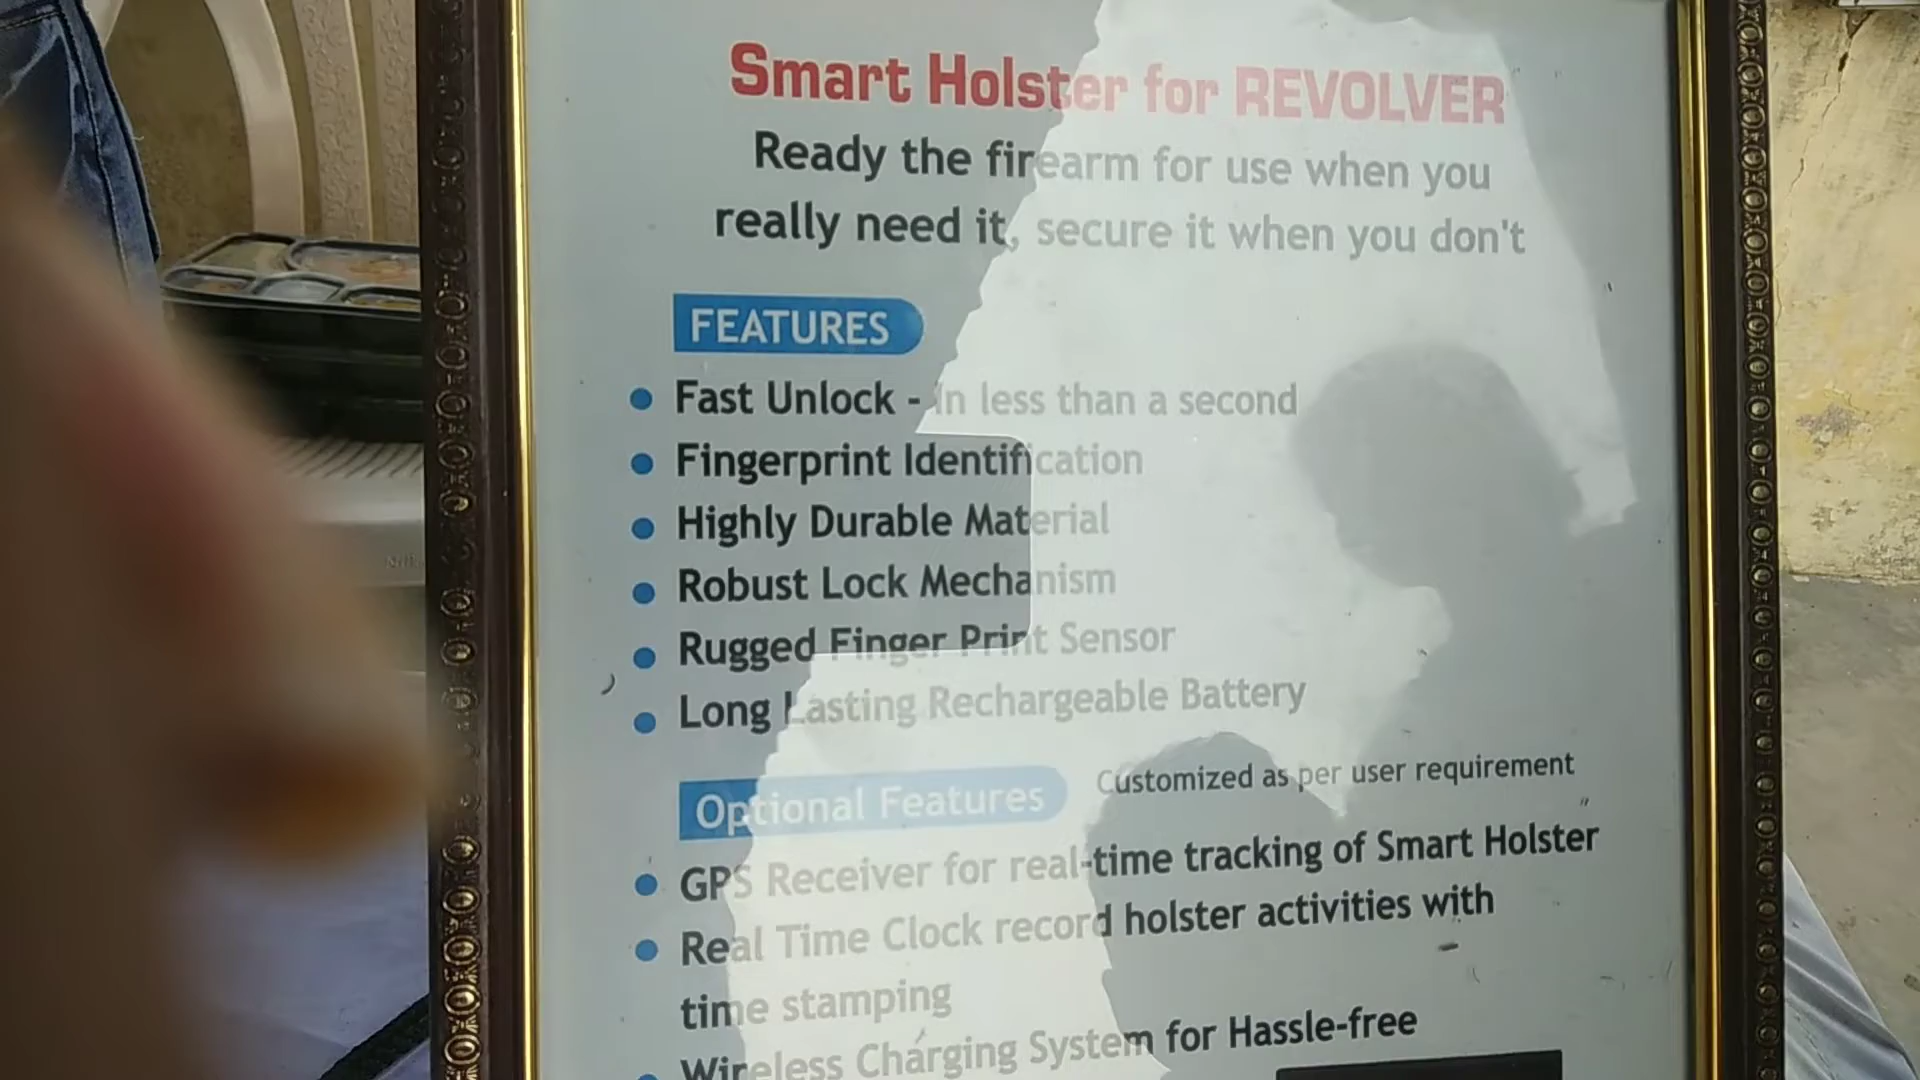 Smart Holster for REVOLVER
Ready the firearm for use when you
really need it, secure it when you don't
FEATURES
Fast Unlock - In less than a second
Fingerprint Identification
Highly Durable Material
Robust Lock Mechanism
Rugged Finger Print Sensor
Long Lasting Rechargeable Battery
Optional Features Customized as per user requirement
GPS Receiver for real-time tracking of Smart Holster
Real Time Clock record holster activities with
time stamping
Wireless Charging System for Hassle-free